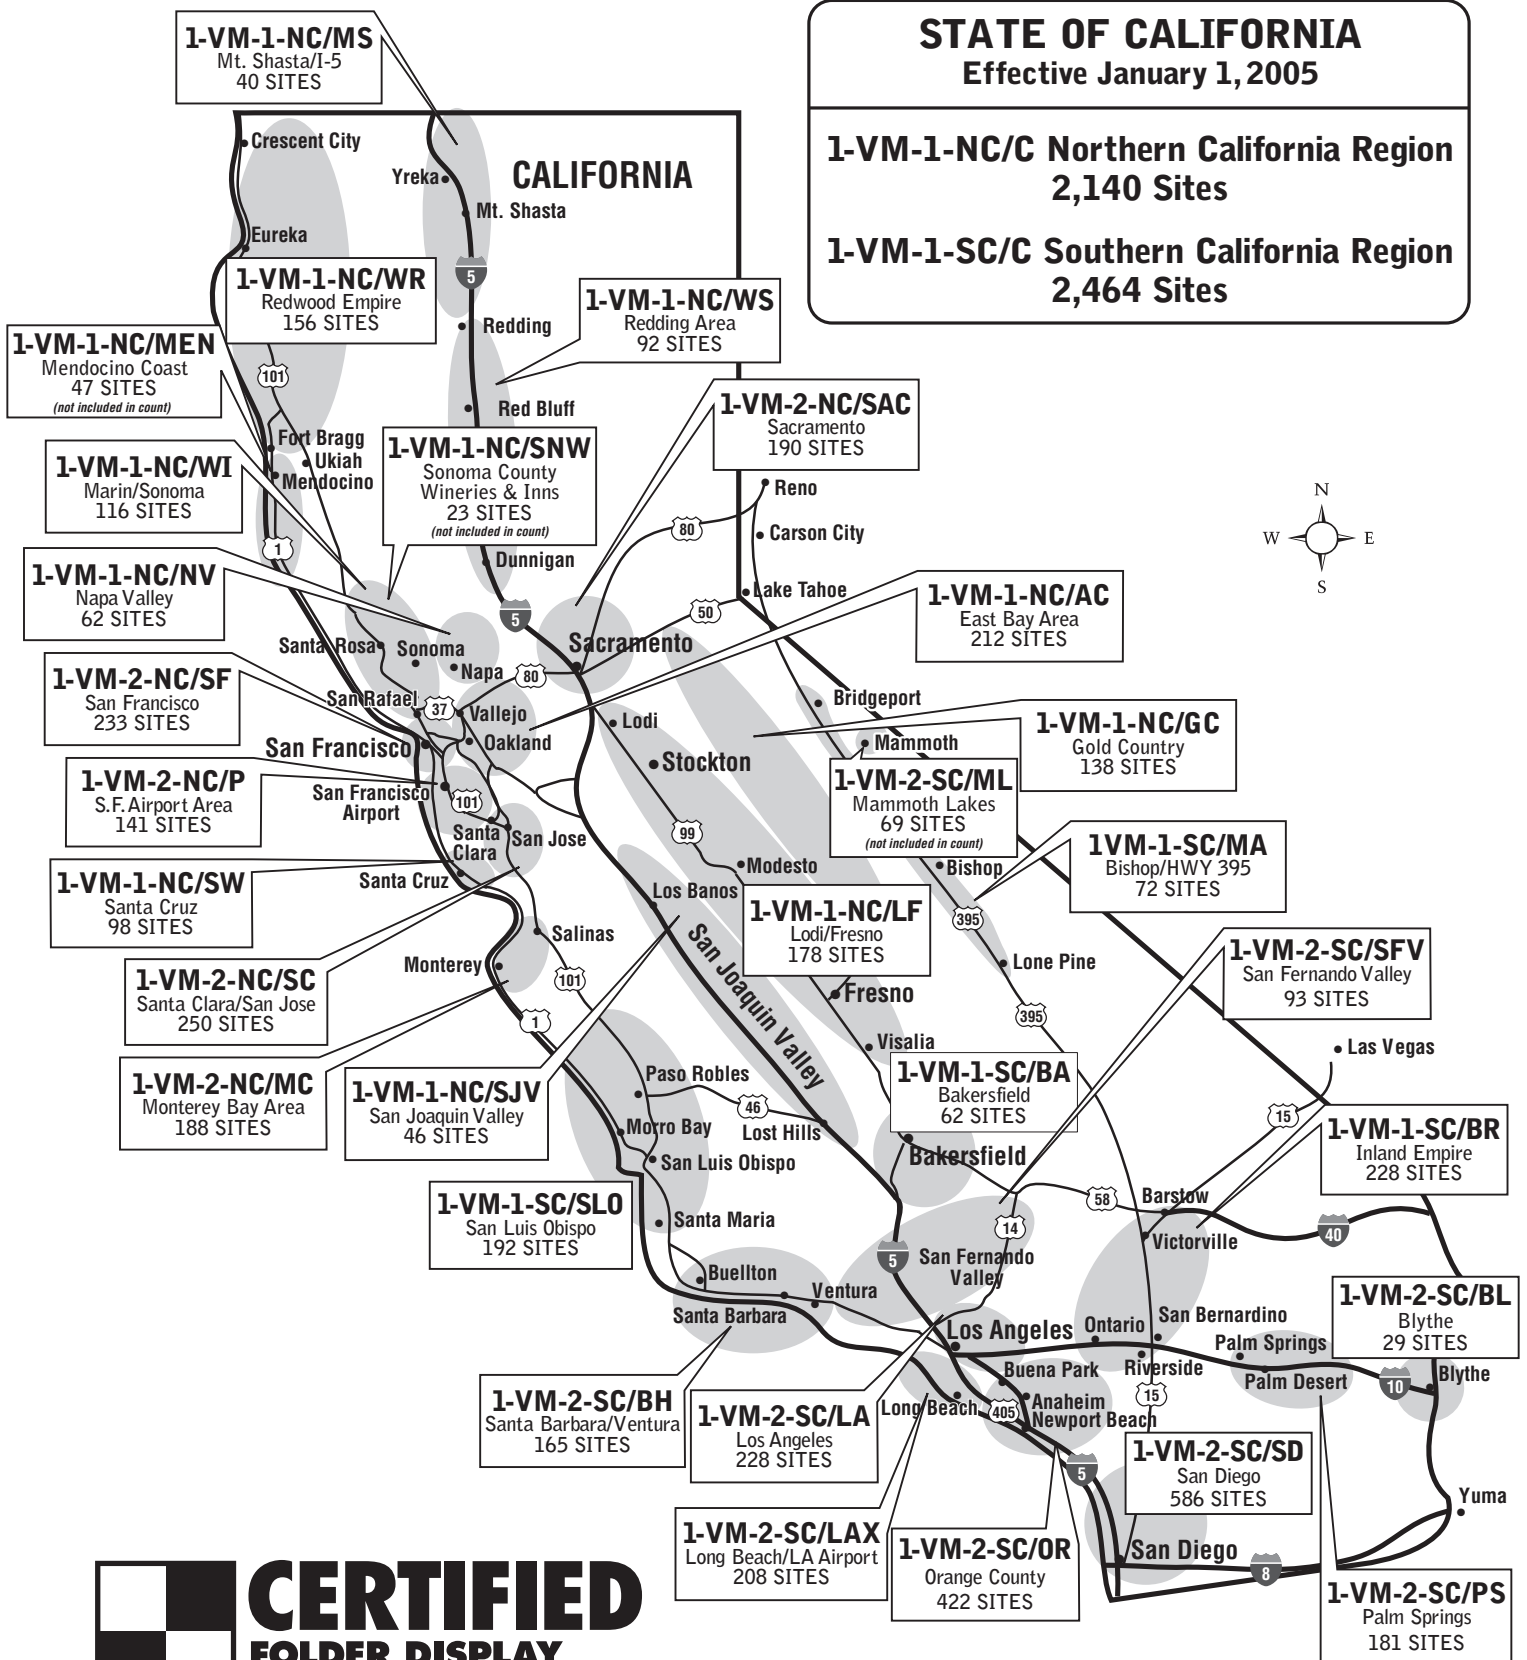 STATE OF CALIFORNIA
Effective January 1, 2005
1-VM-1-NC/C Northern California Region
2,140 Sites
1-VM-1-SC/C Southern California Region
2,464 Sites
1-VM-1-NC/MS
Mt. Shasta/I-5
40 SITES
Crescent City
CALIFORNIA
Yreka
Mt. Shasta
Eureka
5
1-VM-1-NC/WR
Redwood Empire
156 SITES
1-VM-1-NC/WS
Redding Area
92 SITES
Redding
1-VM-1-NC/MEN
Mendocino Coast
47 SITES
(not included in count)
101
Red Bluff
1-VM-2-NC/SAC
Sacramento
190 SITES
Fort Bragg
Ukiah
Mendocino
1-VM-1-NC/WI
Marin/Sonoma
116 SITES
1-VM-1-NC/SNW
Sonoma County
Wineries & Inns
23 SITES
(not included in count)
Reno
80
Carson City
N
W
E
S
1
Dunnigan
1-VM-1-NC/NV
Napa Valley
62 SITES
5
Lake Tahoe
50
1-VM-1-NC/AC
East Bay Area
212 SITES
Santa Rosa
Sonoma
Napa
Sacramento
80
1-VM-2-NC/SF
San Francisco
233 SITES
San Rafael
37
Vallejo
Oakland
San Francisco
Lodi
Stockton
Bridgeport
Mammoth
1-VM-1-NC/GC
Gold Country
138 SITES
1-VM-2-NC/P
S.F. Airport Area
141 SITES
San Francisco
Airport
101
1-VM-2-SC/ML
Mammoth Lakes
69 SITES
(not included in count)
Santa
Clara
San Jose
99
Modesto
Bishop
1VM-1-SC/MA
Bishop/HWY 395
72 SITES
1-VM-1-NC/SW
Santa Cruz
98 SITES
Santa Cruz
Los Banos
1-VM-1-NC/LF
Lodi/Fresno
178 SITES
395
Salinas
Monterey
101
San Joaquin Valley
Fresno
Lone Pine
1-VM-2-SC/SFV
San Fernando Valley
93 SITES
1-VM-2-NC/SC
Santa Clara/San Jose
250 SITES
1
395
Visalia
Las Vegas
1-VM-2-NC/MC
Monterey Bay Area
188 SITES
1-VM-1-NC/SJV
San Joaquin Valley
46 SITES
Paso Robles
46
Lost Hills
1-VM-1-SC/BA
Bakersfield
62 SITES
15
1-VM-1-SC/BR
Inland Empire
228 SITES
Morro Bay
San Luis Obispo
Bakersfield
58
Barstow
1-VM-1-SC/SLO
San Luis Obispo
192 SITES
Santa Maria
14
Victorville
40
5
San Fernando
Valley
Buellton
Ventura
Santa Barbara
Los Angeles
Ontario
San Bernardino
Riverside
Palm Springs
Palm Desert
1-VM-2-SC/BL
Blythe
29 SITES
10
Blythe
Buena Park
Anaheim
Newport Beach
Long Beach
405
15
1-VM-2-SC/BH
Santa Barbara/Ventura
165 SITES
1-VM-2-SC/LA
Los Angeles
228 SITES
5
1-VM-2-SC/SD
San Diego
586 SITES
Yuma
1-VM-2-SC/LAX
Long Beach/LA Airport
208 SITES
1-VM-2-SC/OR
Orange County
422 SITES
San Diego
8
1-VM-2-SC/PS
Palm Springs
181 SITES
CERTIFIED
FOLDER DISPLAY